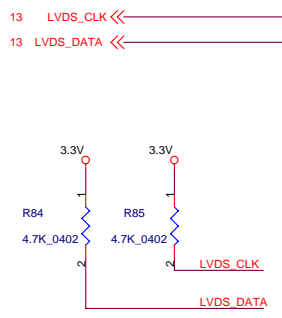 13 LVDS_CLK
13 LVDS_DATA
3.3V 3.3V
1 1
R84 R85
4.7K_0402 4.7K_0402
2 2
LVDS_CLK
LVDS_DATA